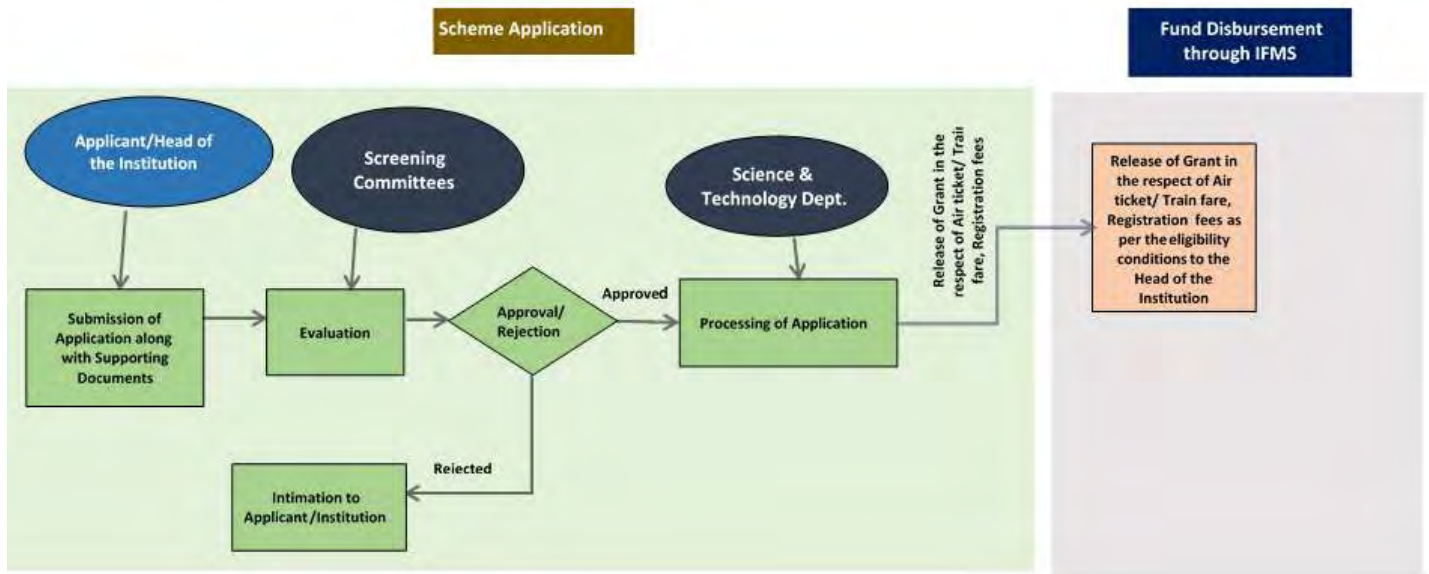 Scheme Application
Fund Disbursement
through IFMS
Applicant/Head of
the Institution
Screening
Committees
Science &
Technology Dept.
Release of Grant in the
respect of Air ticket/ Train
fare, Registration fees
Release of Grant in
the respect of Air
ticket/ Train fare,
Registration fees as
per the eligibility
conditions to the
Head of the
Institution
Submission of
Application along
with Supporting
Documents
Evaluation
Approval/
Rejection
Approved
Processing of Application
Rejected
Intimation to
Applicant/Institution